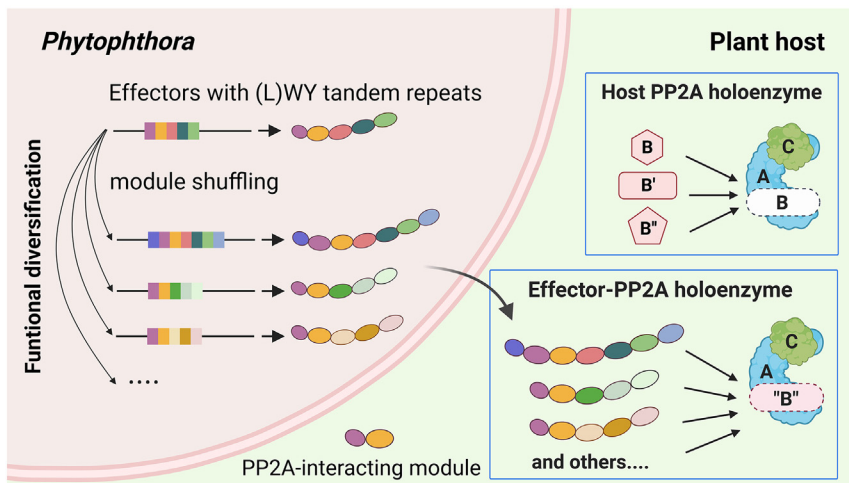 Phytophthora
Plant host
Effectors with (L)WY tandem repeats
module shuffling
Funtional diversification
....
PP2A-interacting module
Host PP2A holoenzyme
B
B'
B"
C
A
B
Effector-PP2A holoenzyme
and others....
C
A
"B"